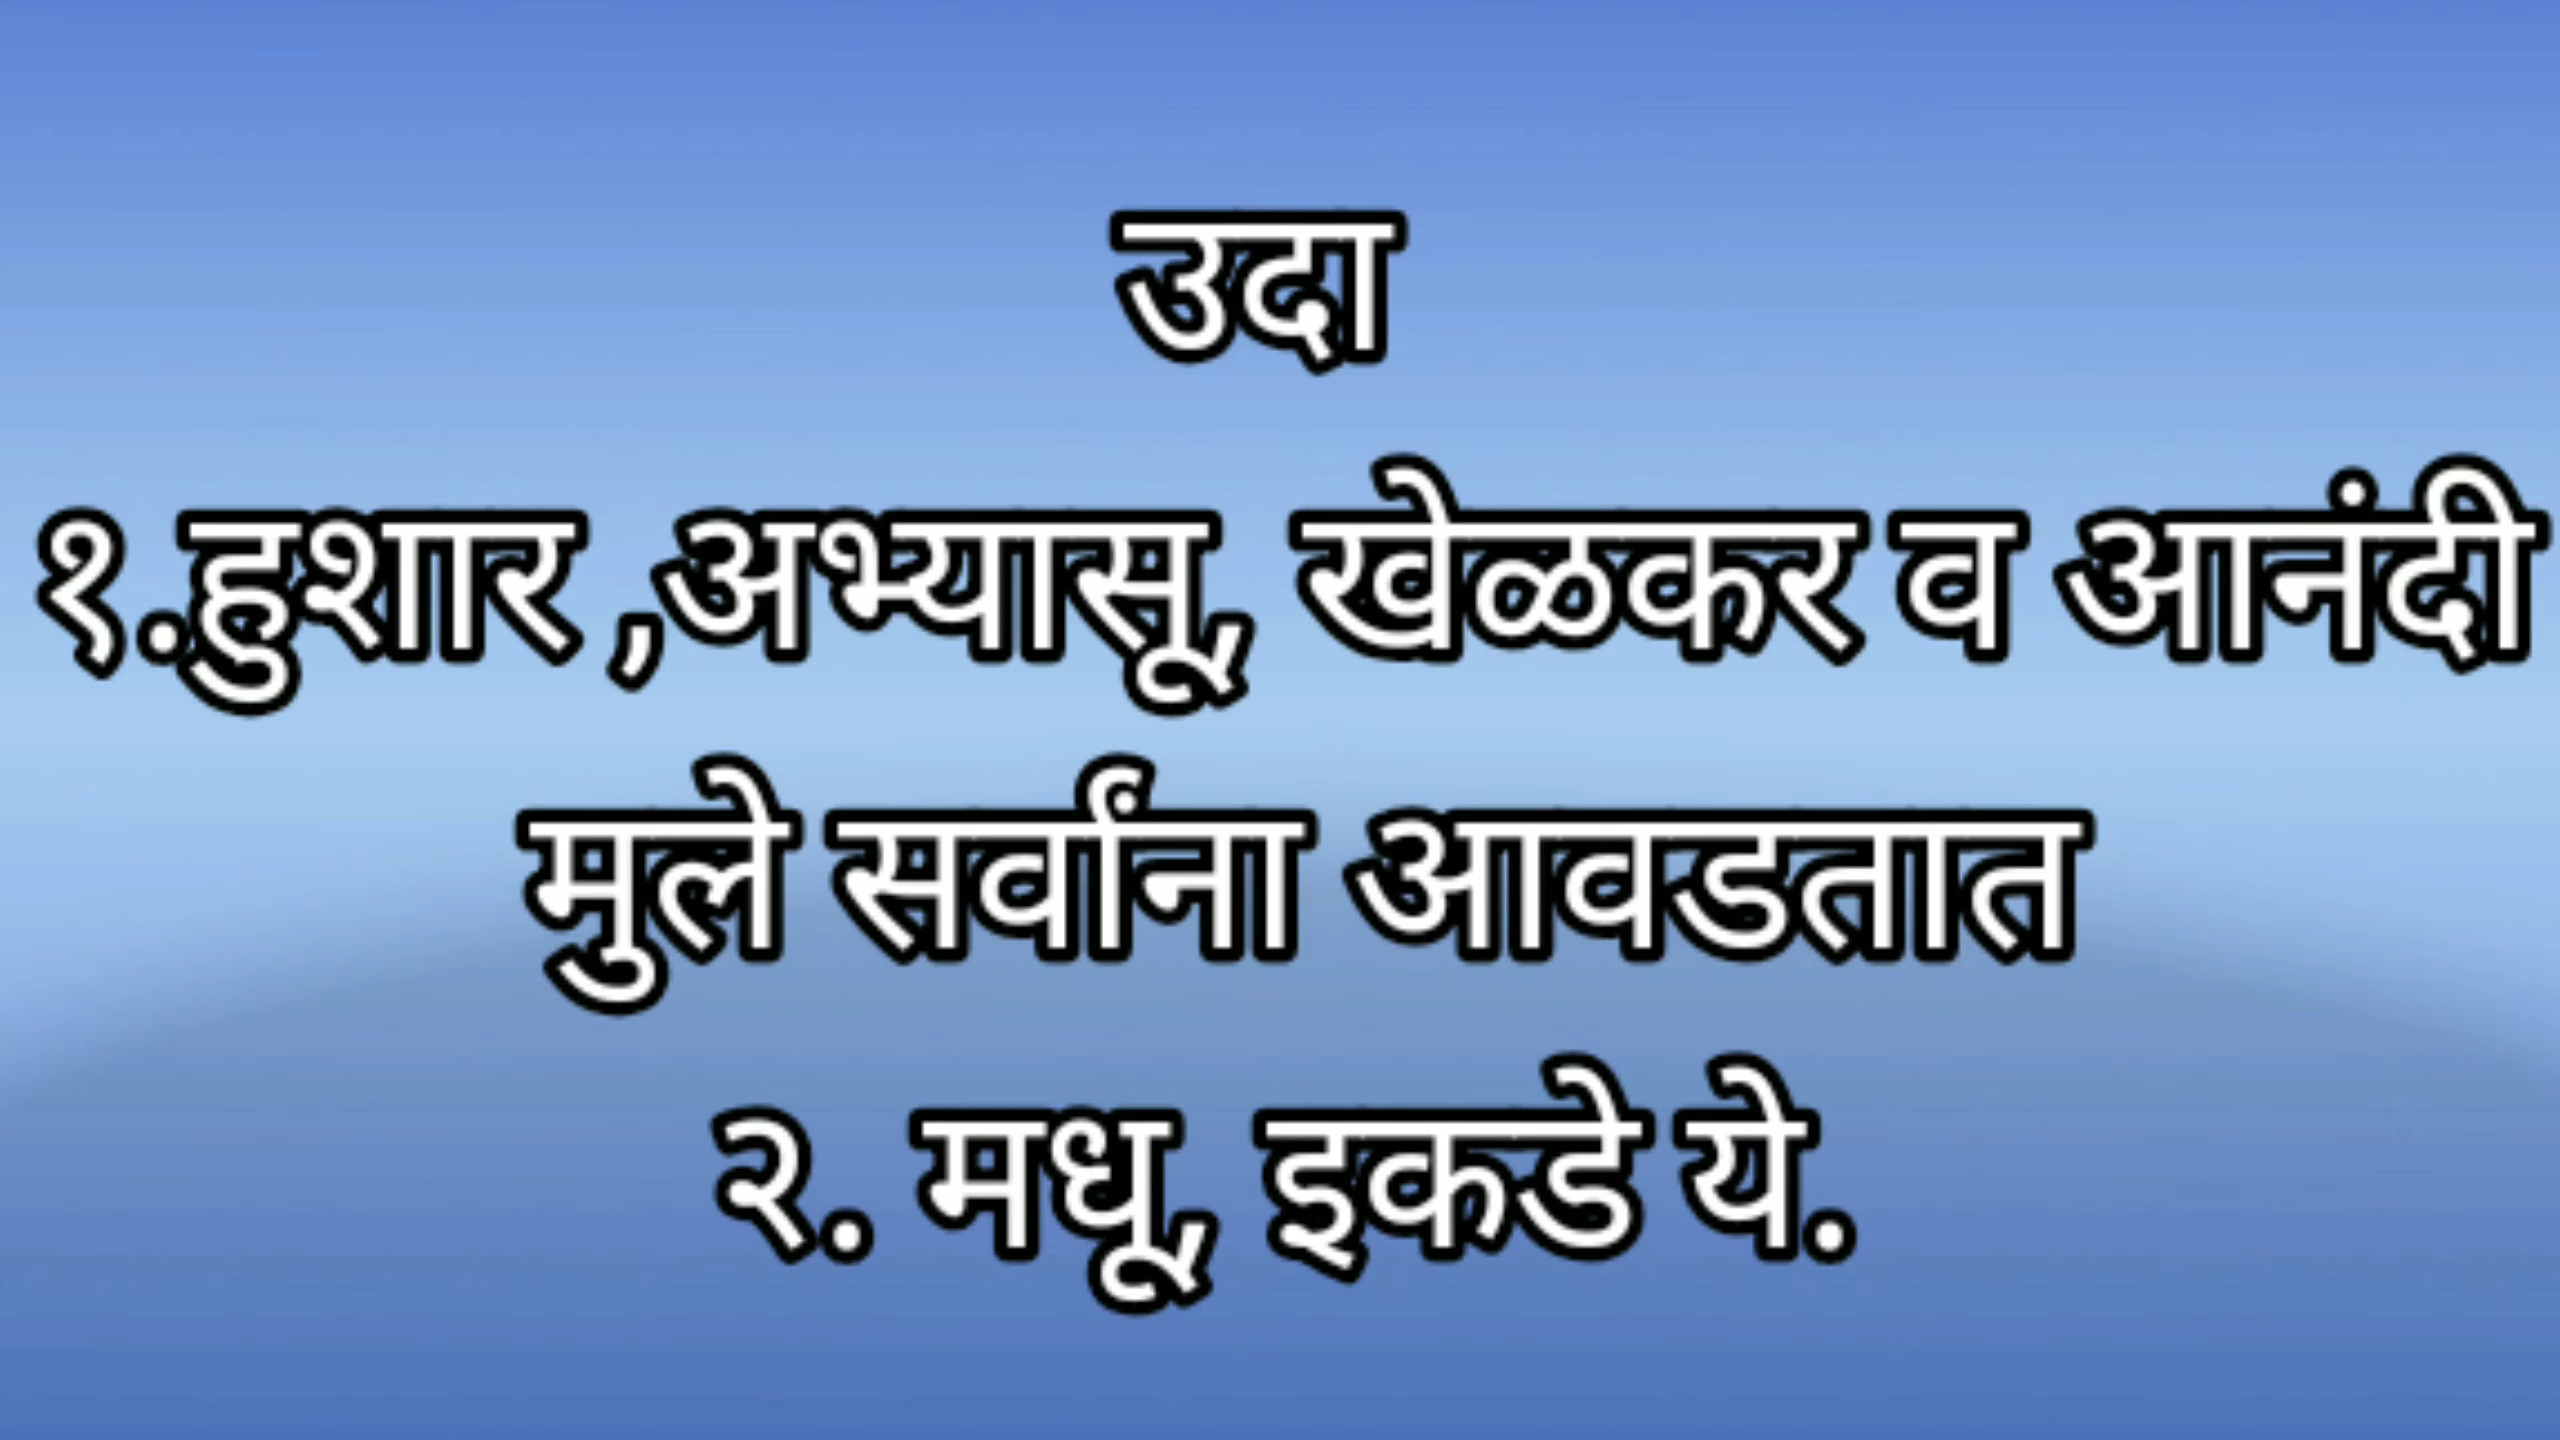 उदा
१.हुशार ,अभ्यासू, खेळकर व आनंदी
मुले सर्वांना आवडतात
२. मधू, इकडे ये.